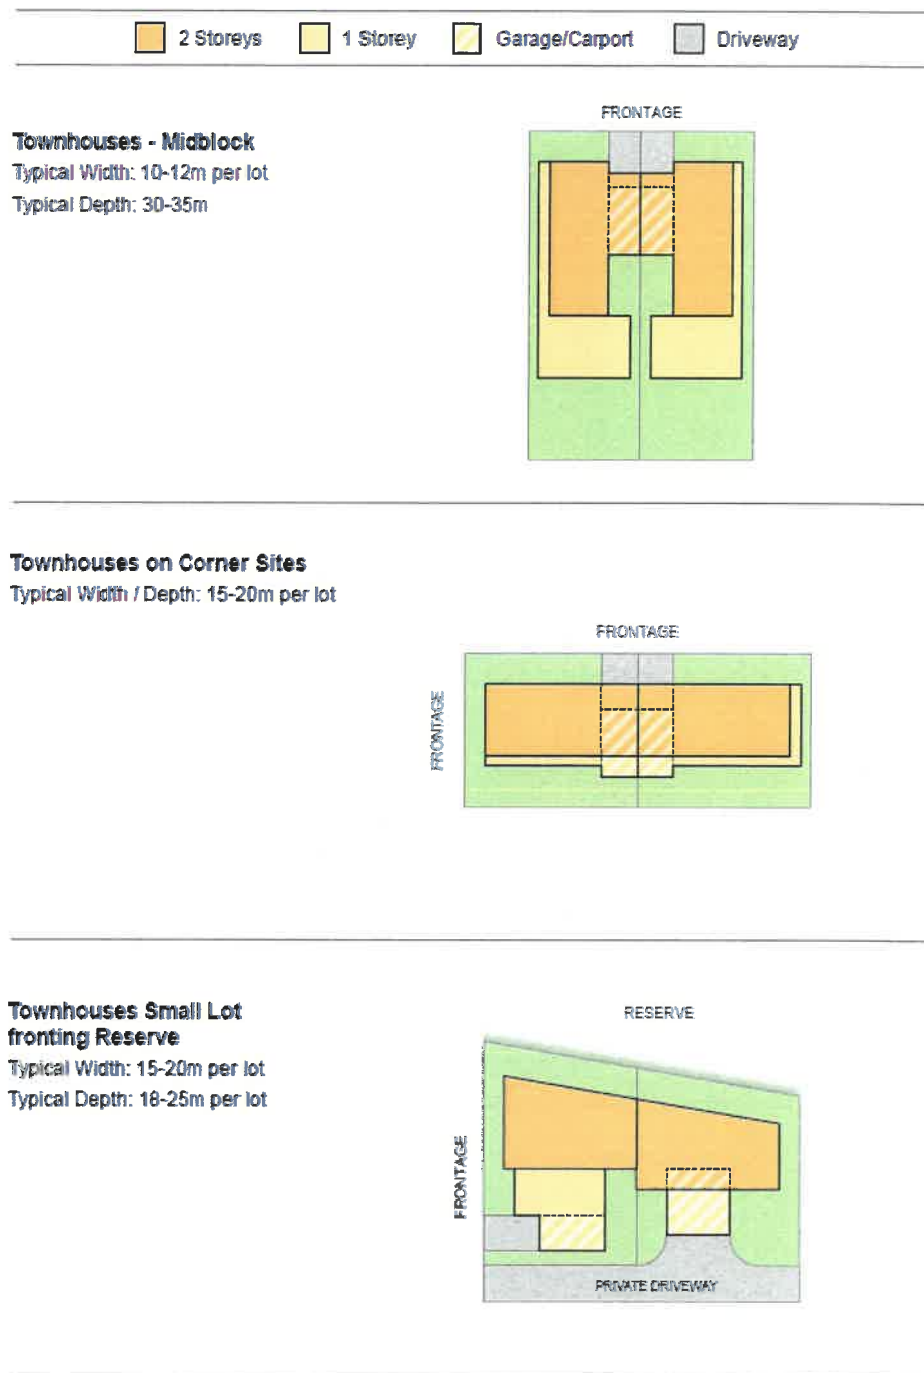 2 Storeys 1 Storey Garage/Carport Driveway
Townhouses - Midblock
Typical Width: 10-12m per lot
Typical Depth: 30-35m
FRONTAGE
Townhouses on Corner Sites
Typical Width / Depth: 15-20m per lot
FRONTAGE
FRONTAGE
Townhouses Small Lot
fronting Reserve
Typical Width: 15-20m per lot
Typical Depth: 18-25m per lot
RESERVE
FRONTAGE
PRIVATE DRIVEWAY